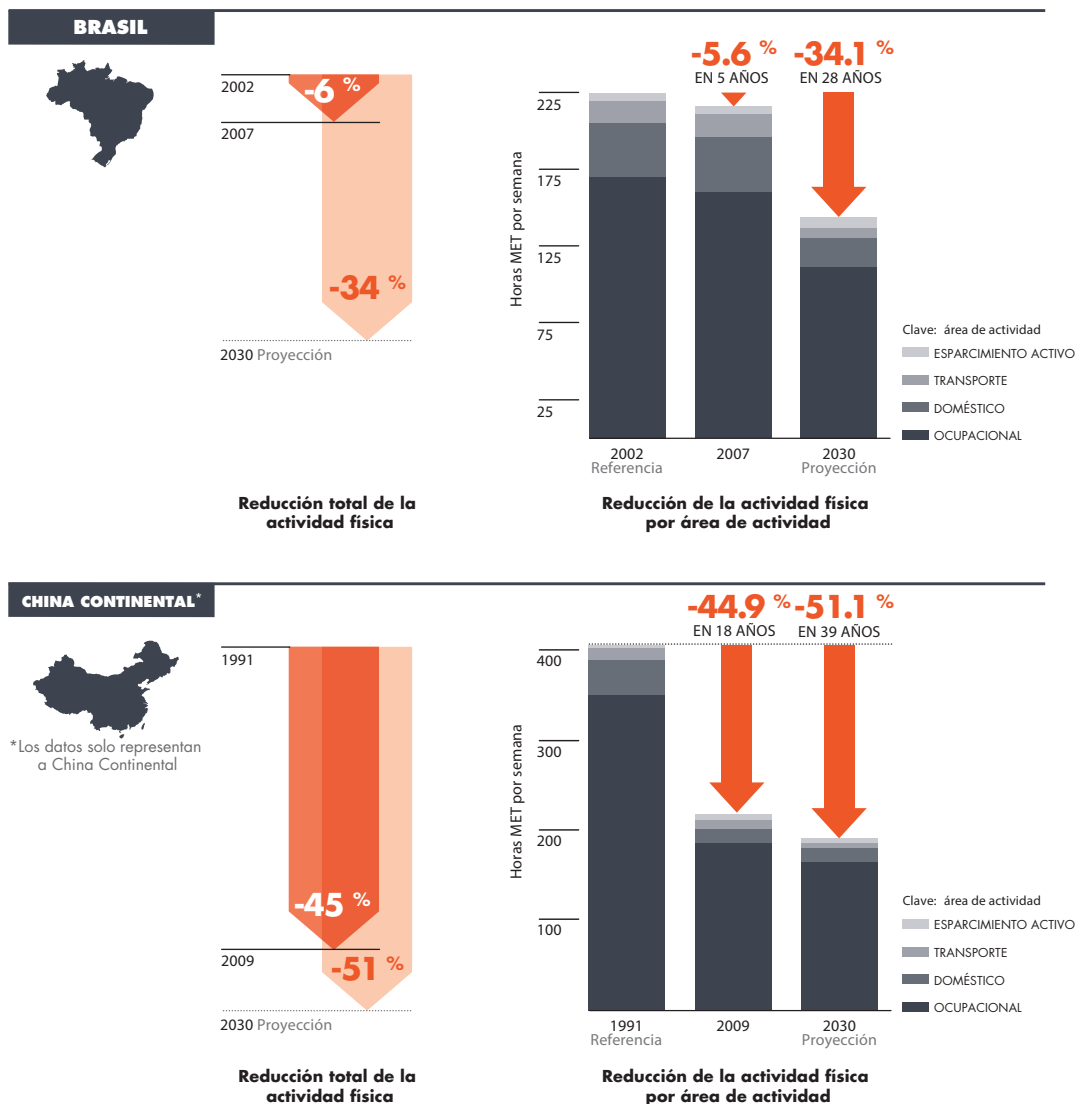 BRASIL
2002
-6 %
2007
-34 %
2030 Proyección
Reducción total de la
actividad física
-5.6 %
EN 5 AÑOS
-34.1 %
EN 28 AÑOS
Horas MET por semana
225
175
125
75
25
2002
Referencia
2007
2030
Proyección
Clave: área de actividad
ESPARCIMIENTO ACTIVO
TRANSPORTE
DOMÉSTICO
OCUPACIONAL
Reducción de la actividad física
por área de actividad
CHINA CONTINENTAL*
*Los datos solo representan
a China Continental
1991
-45 %
2009
-51 %
2030 Proyección
Reducción total de la
actividad física
-44.9 %
EN 18 AÑOS
-51.1 %
EN 39 AÑOS
Horas MET por semana
400
300
200
100
1991
Referencia
2009
2030
Proyección
Clave: área de actividad
ESPARCIMIENTO ACTIVO
TRANSPORTE
DOMÉSTICO
OCUPACIONAL
Reducción de la actividad física
por área de actividad